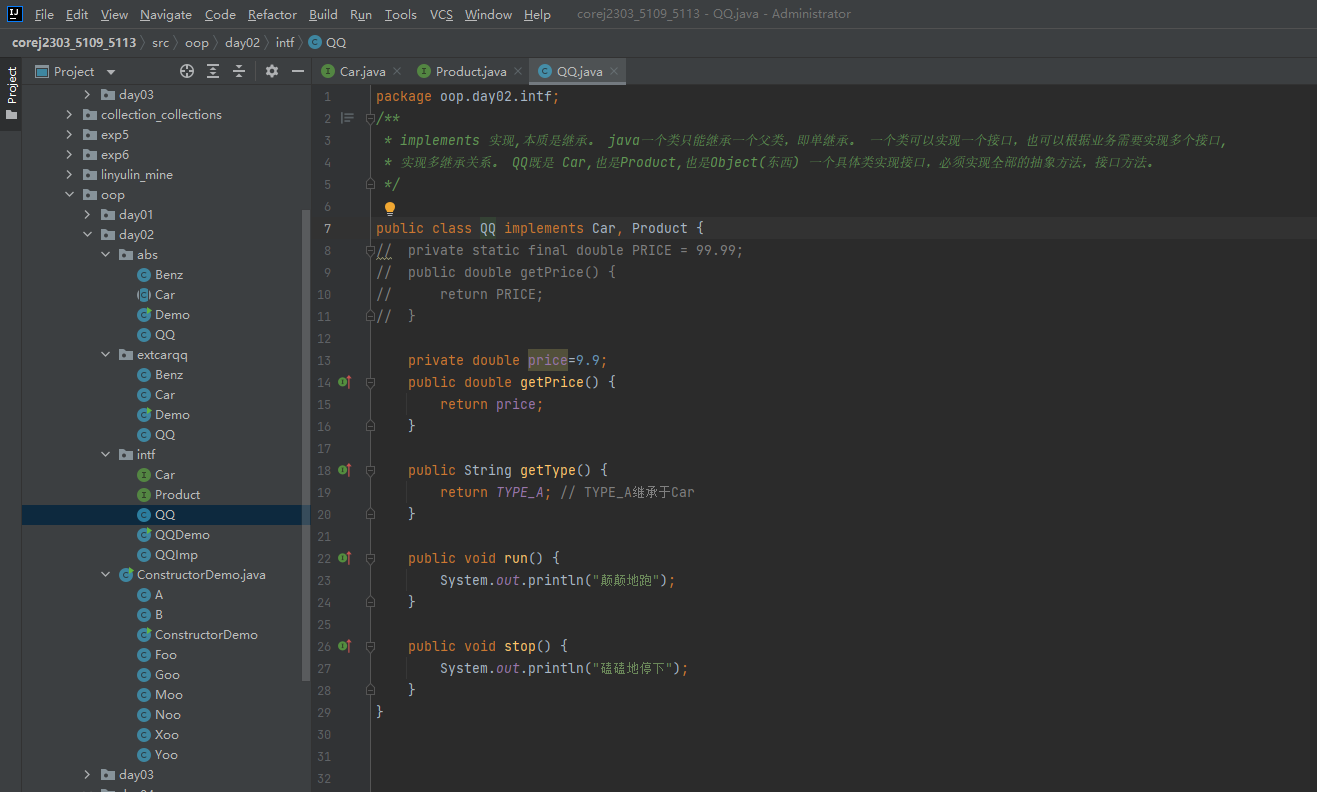 File Edit View Navigate Code Refactor Build Run Tools VCS Window Help corej2303_5109_5113 - QQ.java - Administrator
corej2303_5109_5113 src oop day02 intf QQ
Project
Project
Car.java Product.java QQ.java
day03
collection_collections
exp5
exp6
linyulin_mine
oop
day01
day02
abs
Benz
Car
Demo
QQ
extcarqq
Benz
Car
Demo
QQ
intf
Car
Product
QQ
QQDemo
QQImp
ConstructorDemo.java
A
B
ConstructorDemo
Foo
Goo
Moo
Noo
Xoo
Yoo
day03
1 package oop.day02.intf;
2 /**
3 * implements 实现,本质是继承。 java一个类只能继承一个父类，即单继承。 一个类可以实现一个接口，也可以根据业务需要实现多个接口，
4 * 实现多继承关系。 QQ既是 Car,也是Product,也是Object(东西) 一个具体类实现接口，必须实现全部的抽象方法，接口方法.
5 */
6
7 public class QQ implements Car, Product {
8 // private static final double PRICE = 99.99;
9 // public double getPrice() {
10 // return PRICE;
11 // }
12
13 private double price=9.9;
14 public double getPrice() {
15 return price;
16 }
17
18 public String getType() {
19 return TYPE_A; // TYPE_A继承于Car
20 }
21
22 public void run() {
23 System.out.println("颠颠地跑");
24 }
25
26 public void stop() {
27 System.out.println("磕磕地停下");
28 }
29 }
30
31
32